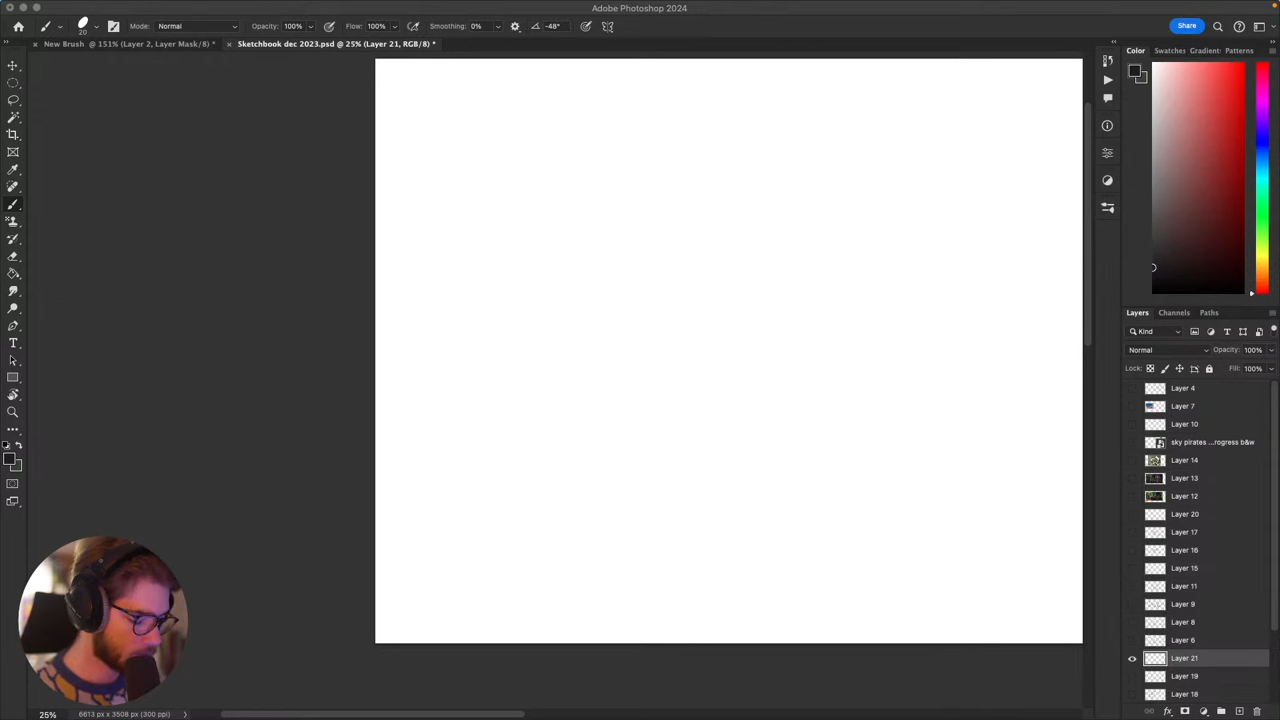 Adobe Photoshop 2024
20
Mode: Normal
Opacity: 100%
Flow: 100%
Smoothing: 0%
-48°
Share
New Brush @ 151% (Layer 2, Layer Mask/8) *
Sketchbook dec 2023.psd @ 25% (Layer 21, RGB/8) *
Color
Swatches
Gradient:
Patterns
Layers
Channels
Paths
Kind
Normal
Opacity: 100%
Lock:
Fill: 100%
Layer 4
Layer 7
Layer 10
sky pirates ...rogress b&w
Layer 14
Layer 13
Layer 12
Layer 20
Layer 17
Layer 16
Layer 15
Layer 11
Layer 9
Layer 8
Layer 6
Layer 21
Layer 19
Layer 18
25%
6613 px x 3508 px (300 ppi)